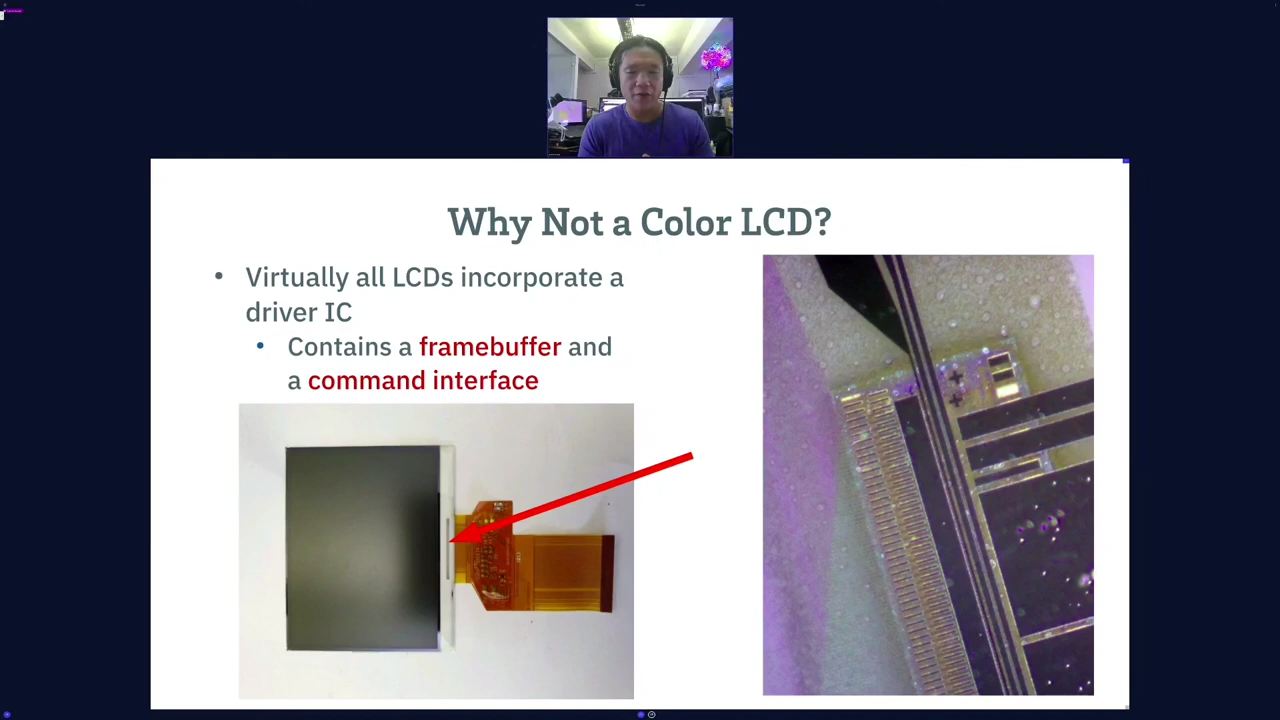 Why Not a Color LCD?
• Virtually all LCDs incorporate a
driver IC
• Contains a framebuffer and
a command interface